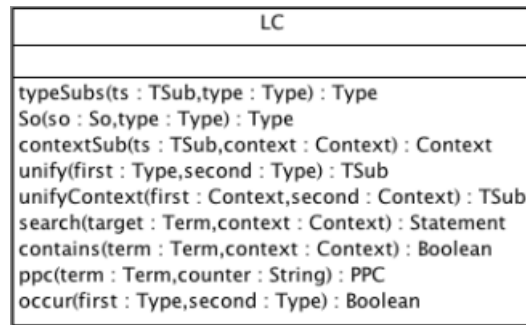 LC
typeSubs(ts : TSub,type : Type) : Type
So(so : So,type : Type) : Type
contextSub(ts : TSub,context : Context) : Context
unify(first : Type,second : Type) : TSub
unifyContext(first : Context,second : Context) : TSub
search(target : Term,context : Context) : Statement
contains(term : Term,context : Context) : Boolean
ppc(term : Term,counter : String) : PPC
occur(first : Type,second : Type) : Boolean